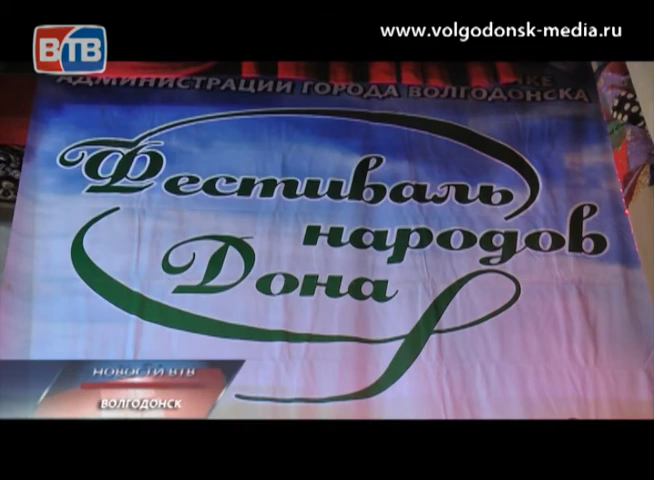 www.volgodonsk-media.ru
ВТВ
АДМИНИСТРАЦИИ ГОРОДА ВОЛГОДОНСКА
Фестиваль
народов
Дона
НОВОСТИ ВТВ
ВОЛГОДОНСК